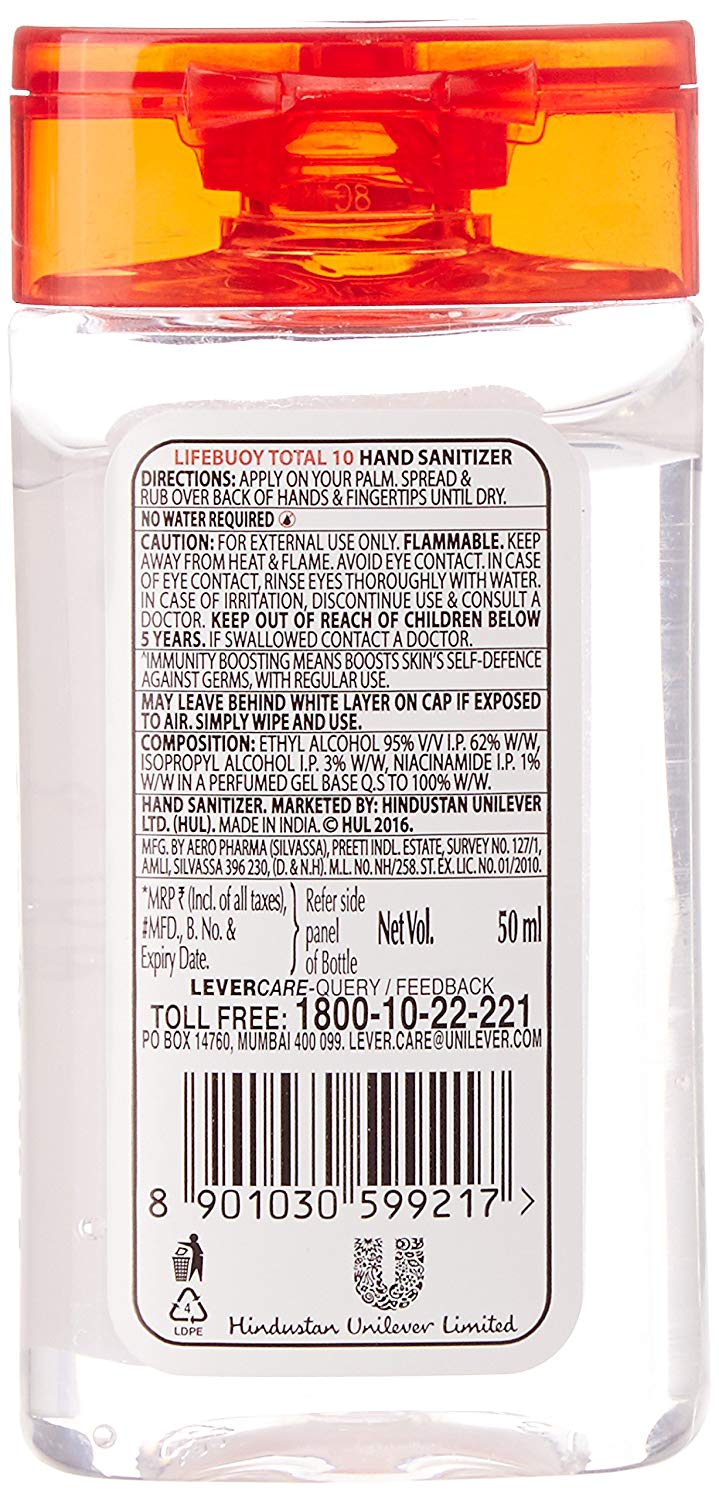 08
LIFEBUOY TOTAL 10 HAND SANITIZER
DIRECTIONS: APPLY ON YOUR PALM. SPREAD &
RUB OVER BACK OF HANDS & FINGERTIPS UNTIL DRY.
NO WATER REQUIRED
CAUTION: FOR EXTERNAL USE ONLY. FLAMMABLE. KEEP
AWAY FROM HEAT & FLAME. AVOID EYE CONTACT. IN CASE
OF EYE CONTACT, RINSE EYES THOROUGHLY WITH WATER.
IN CASE OF IRRITATION, DISCONTINUE USE & CONSULT A
DOCTOR. KEEP OUT OF REACH OF CHILDREN BELOW
5 YEARS. IF SWALLOWED CONTACT A DOCTOR.
^IMMUNITY BOOSTING MEANS BOOSTS SKIN'S SELF-DEFENCE
AGAINST GERMS, WITH REGULAR USE.
MAY LEAVE BEHIND WHITE LAYER ON CAP IF EXPOSED
TO AIR. SIMPLY WIPE AND USE.
COMPOSITION: ETHYL ALCOHOL 95% V/V I.P. 62% W/W,
ISOPROPYL ALCOHOL I.P. 3% W/W, NIACINAMIDE I.P. 1%
W/W IN A PERFUMED GEL BASE Q.S TO 100% W/W.
HAND SANITIZER. MARKETED BY: HINDUSTAN UNILEVER
LTD. (HUL). MADE IN INDIA. © HUL 2016.
MFG. BY AERO PHARMA (SILVASSA), PREETI INDL. ESTATE, SURVEY NO. 127/1,
AMLI, SILVASSA 396 230, (D. & N.H). M.L. NO. NH/258. ST. EX. LIC. NO. 01/2010.
*MRP ₹ (Incl. of all taxes),
#MFD., B. No. &
Expiry Date.
Refer side
panel
of Bottle
Net Vol. 50 ml
LEVERCARE-QUERY / FEEDBACK
TOLL FREE: 1800-10-22-221
PO BOX 14760, MUMBAI 400 099. LEVER.CARE@UNILEVER.COM
8 901030 599217 >
4
LDPE
Hindustan Unilever Limited